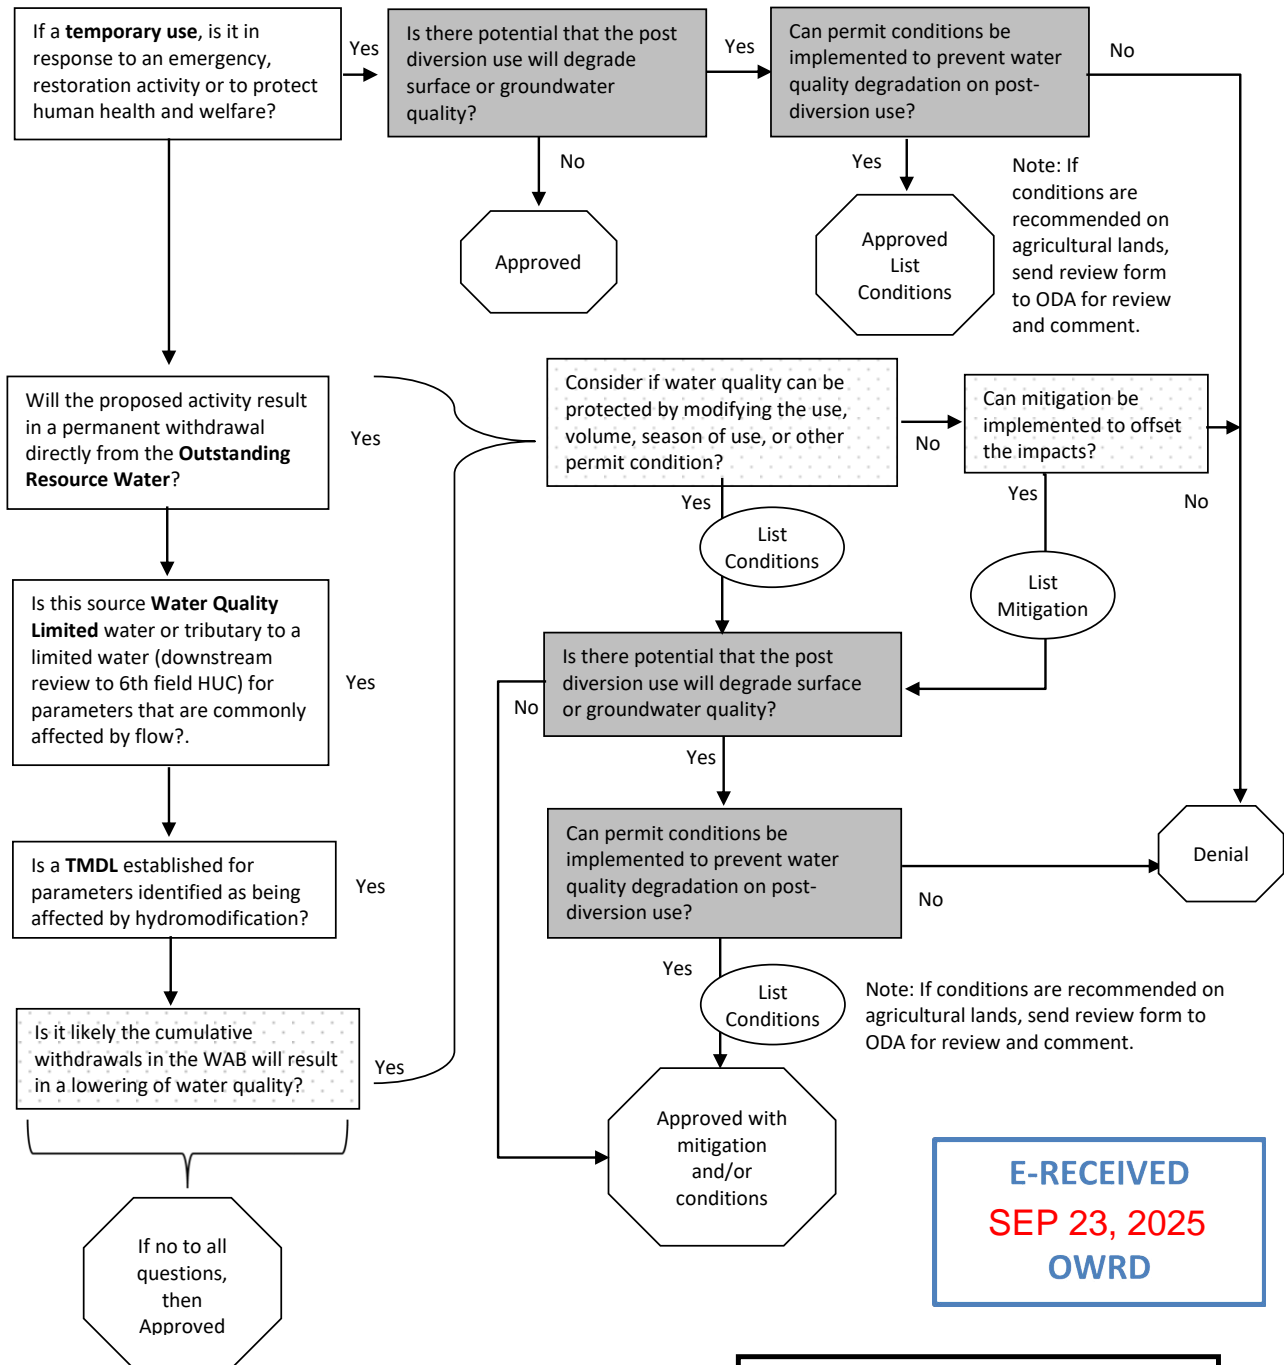 If a temporary use, is it in
response to an emergency,
restoration activity or to protect
human health and welfare?
Yes
Is there potential that the post
diversion use will degrade
surface or groundwater
quality?
Yes
Can permit conditions be
implemented to prevent water
quality degradation on post-
diversion use?
No
No
Approved
Yes
Approved
List
Conditions
Note: If
conditions are
recommended on
agricultural lands,
send review form
to ODA for review
and comment.
Will the proposed activity result
in a permanent withdrawal
directly from the Outstanding
Resource Water?
Yes
Consider if water quality can be
protected by modifying the use,
volume, season of use, or other
permit condition?
No
Can mitigation be
implemented to offset
the impacts?
No
Yes
List
Conditions
Yes
List
Mitigation
Is this source Water Quality
Limited water or tributary to a
limited water (downstream
review to 6th field HUC) for
parameters that are commonly
affected by flow?.
Yes
Is there potential that the post
diversion use will degrade surface
or groundwater quality?
No
Yes
Is a TMDL established for
parameters identified as being
affected by hydromodification?
Yes
Can permit conditions be
implemented to prevent water
quality degradation on post-
diversion use?
No
Denial
Yes
List
Conditions
Note: If conditions are recommended on
agricultural lands, send review form to
ODA for review and comment.
Is it likely the cumulative
withdrawals in the WAB will result
in a lowering of water quality?
Yes
Approved with
mitigation
and/or
conditions
If no to all
questions,
then
Approved
E-RECEIVED
SEP 23, 2025
OWRD